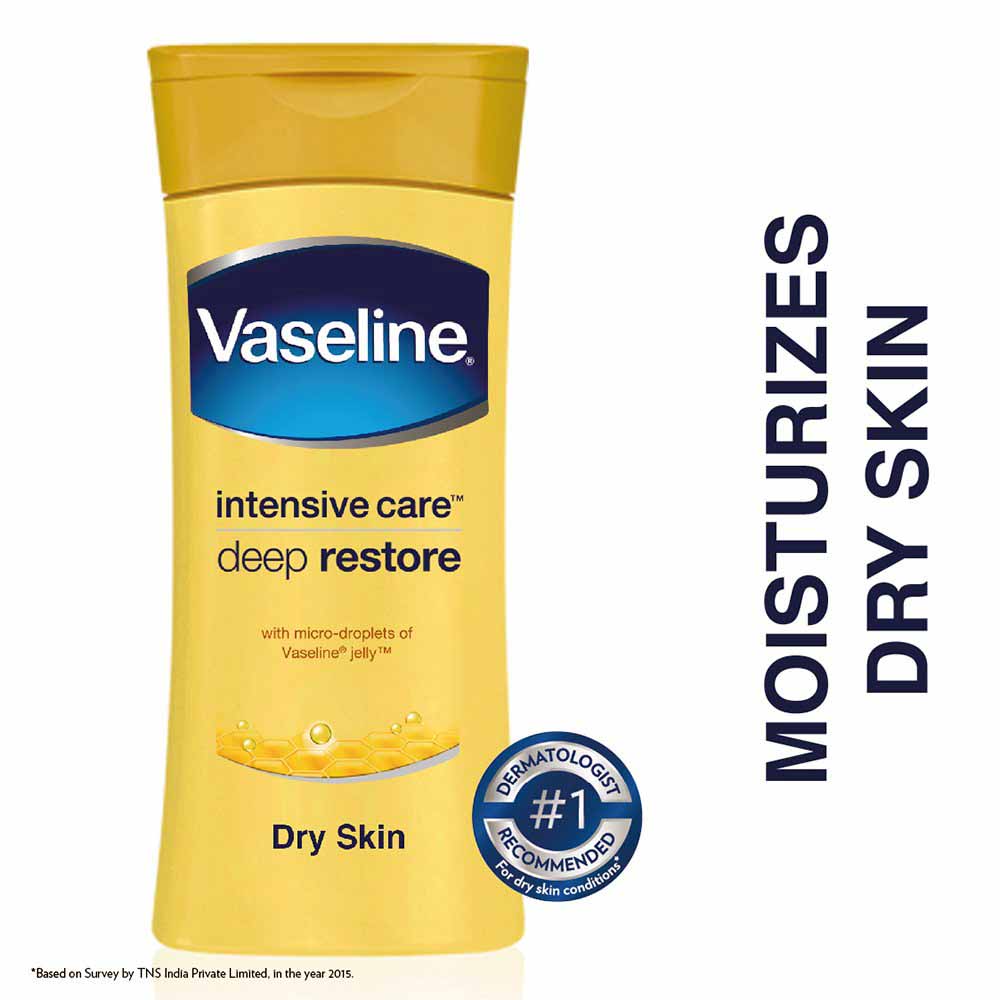 Vaseline®
intensive care™
deep restore
with micro-droplets of
Vaseline® jelly™
Dry Skin
DERMATOLOGIST
#1
RECOMMENDED
For dry skin conditions*
MOISTURIZES
DRY SKIN
*Based on Survey by TNS India Private Limited, in the year 2015.